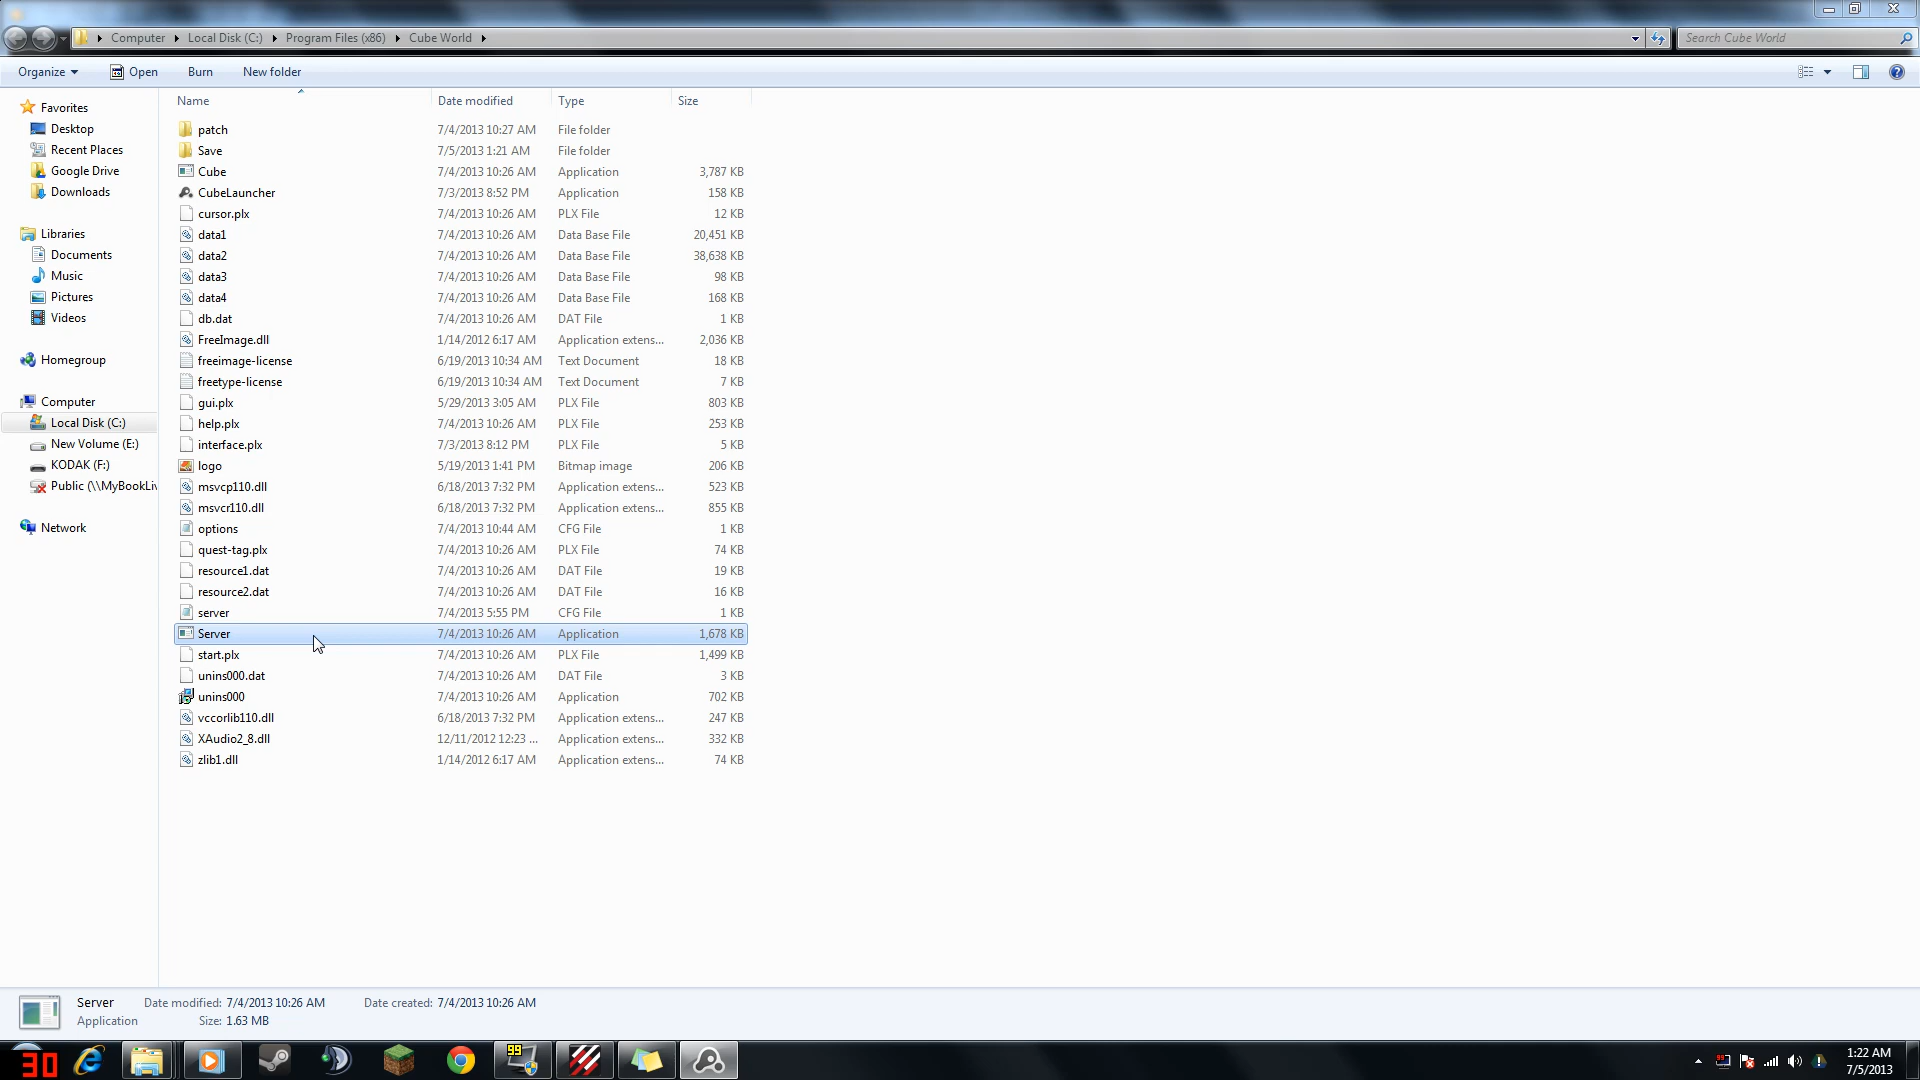 Computer Local Disk (C:) Program Files (x86) Cube World Search Cube World
Organize Open Burn New folder
Favorites
Desktop
Recent Places
Google Drive
Downloads
Libraries
Documents
Music
Pictures
Videos
Homegroup
Computer
Local Disk (C:)
New Volume (E:)
KODAK (F:)
Public (\\MyBookLiv
Network
Name Date modified Type Size
patch 7/4/2013 10:27 AM File folder
Save 7/5/2013 1:21 AM File folder
Cube 7/4/2013 10:26 AM Application 3,787 KB
CubeLauncher 7/3/2013 8:52 PM Application 158 KB
cursor.plx 7/4/2013 10:26 AM PLX File 12 KB
data1 7/4/2013 10:26 AM Data Base File 20,451 KB
data2 7/4/2013 10:26 AM Data Base File 38,638 KB
data3 7/4/2013 10:26 AM Data Base File 98 KB
data4 7/4/2013 10:26 AM Data Base File 168 KB
db.dat 7/4/2013 10:26 AM DAT File 1 KB
FreeImage.dll 1/14/2012 6:17 AM Application extens... 2,036 KB
freeimage-license 6/19/2013 10:34 AM Text Document 18 KB
freetype-license 6/19/2013 10:34 AM Text Document 7 KB
gui.plx 5/29/2013 3:05 AM PLX File 803 KB
help.plx 7/4/2013 10:26 AM PLX File 253 KB
interface.plx 7/3/2013 8:12 PM PLX File 5 KB
logo 5/19/2013 1:41 PM Bitmap image 206 KB
msvcp110.dll 6/18/2013 7:32 PM Application extens... 523 KB
msvcr110.dll 6/18/2013 7:32 PM Application extens... 855 KB
options 7/4/2013 10:44 AM CFG File 1 KB
quest-tag.plx 7/4/2013 10:26 AM PLX File 74 KB
resource1.dat 7/4/2013 10:26 AM DAT File 19 KB
resource2.dat 7/4/2013 10:26 AM DAT File 16 KB
server 7/4/2013 5:55 PM CFG File 1 KB
Server 7/4/2013 10:26 AM Application 1,678 KB
start.plx 7/4/2013 10:26 AM PLX File 1,499 KB
unins000.dat 7/4/2013 10:26 AM DAT File 3 KB
unins000 7/4/2013 10:26 AM Application 702 KB
vccorlib110.dll 6/18/2013 7:32 PM Application extens... 247 KB
XAudio2_8.dll 12/11/2012 12:23 ... Application extens... 332 KB
zlib1.dll 1/14/2012 6:17 AM Application extens... 74 KB
Server Date modified: 7/4/2013 10:26 AM Date created: 7/4/2013 10:26 AM
Application Size: 1.63 MB
30 99 1:22 AM
7/5/2013